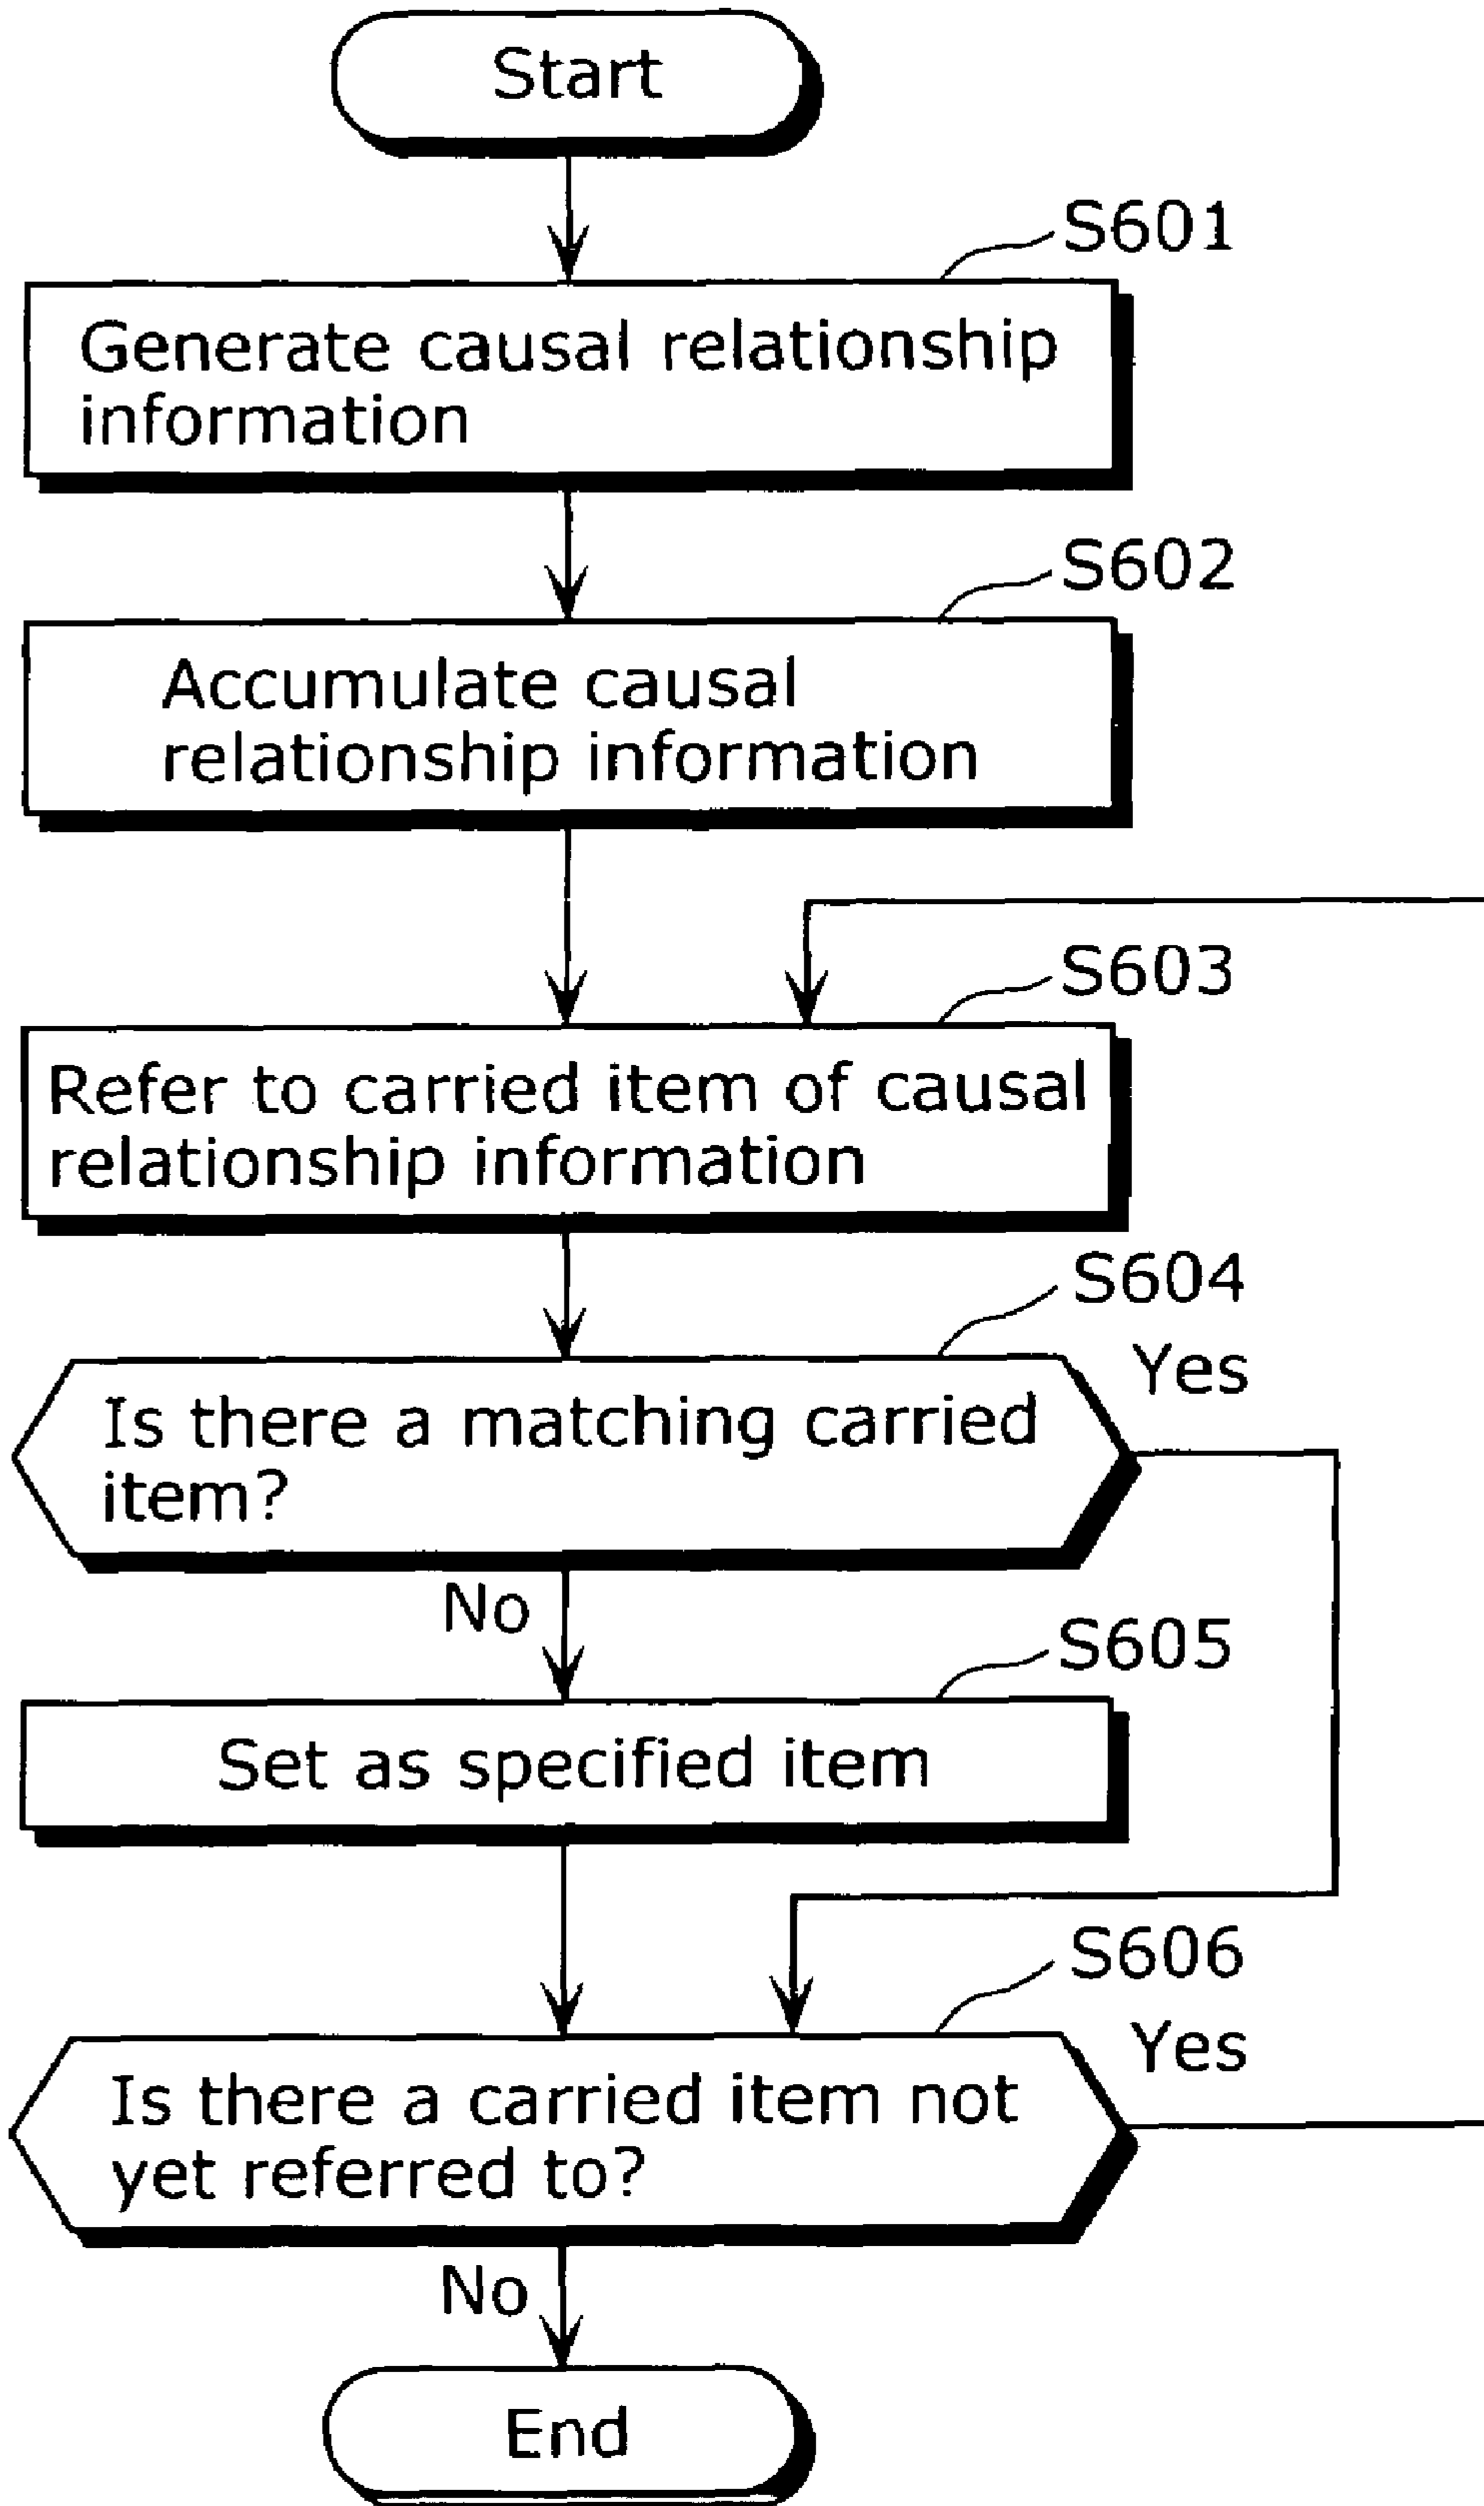 Start
S601
Generate causal relationship
information
S602
Accumulate causal
relationship information
S603
Refer to carried item of causal
relationship information
S604
Yes
Is there a matching carried
item?
No
S605
Set as specified item
S606
Yes
Is there a carried item not
yet referred to?
No
End